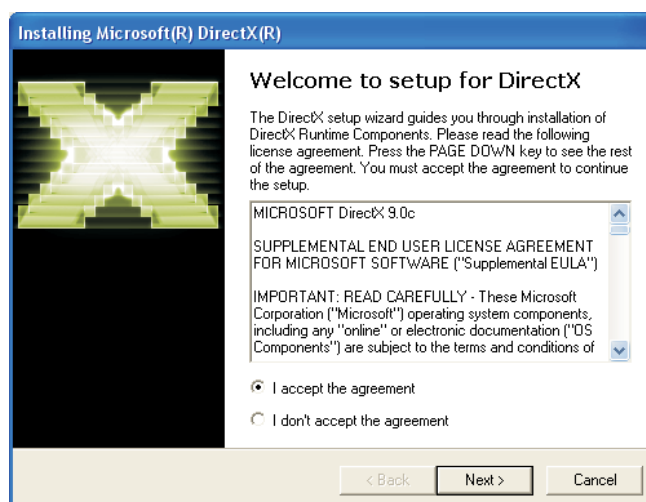 Installing Microsoft(R) DirectX(R)
Welcome to setup for DirectX
The DirectX setup wizard guides you through installation of
DirectX Runtime Components. Please read the following
license agreement. Press the PAGE DOWN key to see the rest
of the agreement. You must accept the agreement to continue
the setup.
MICROSOFT DirectX 9.0c
SUPPLEMENTAL END USER LICENSE AGREEMENT
FOR MICROSOFT SOFTWARE ("Supplemental EULA")
IMPORTANT: READ CAREFULLY - These Microsoft
Corporation ("Microsoft") operating system components,
including any "online" or electronic documentation ("OS
Components") are subject to the terms and conditions of
I accept the agreement
I don't accept the agreement
< Back Next > Cancel